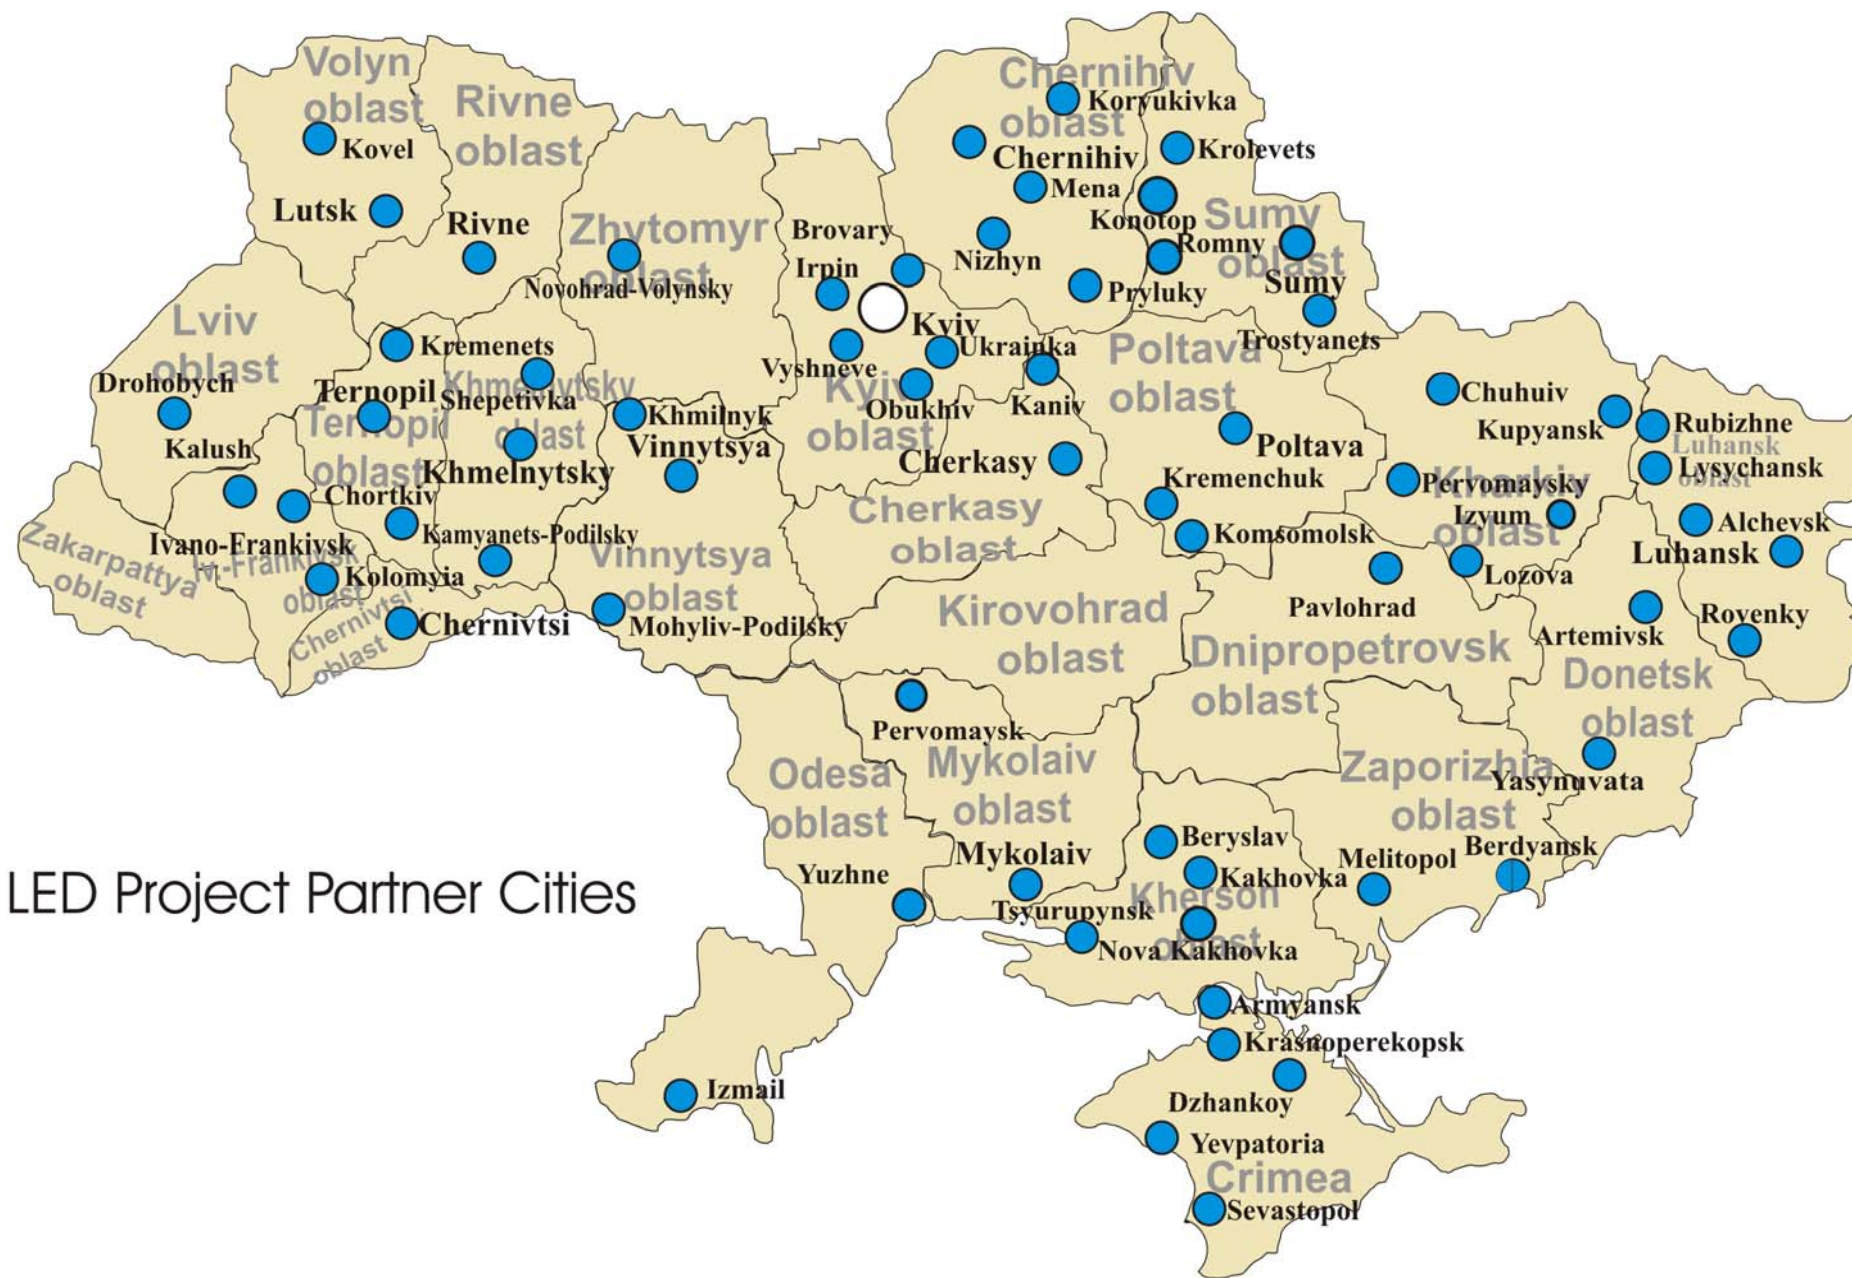 Volyn
oblast
Rivne
oblast
Kovel
Lutsk
Rivne
Zhytomyr
oblast
Novohrad-Volynsky
Chernihiv
oblast
Koryukivka
Chernihiv
Mena
Nizhyn
Pryluky
Krolevets
Konotop
Romny
Sumy
oblast
Sumy
Trostyanets
Brovary
Irpin
Kyiv
Vyshneve
Ukrainka
Obukhiv
Kyiv
oblast
Kaniv
Lviv
oblast
Drohobych
Kalush
Kremenets
Ternopil
Ternopil
oblast
Chortkiv
Khmelnytsky
oblast
Shepetivka
Khmelnytsky
Kamyanets-Podilsky
Khmilnyk
Vinnytsya
Vinnytsya
oblast
Mohyliv-Podilsky
Cherkasy
Cherkasy
oblast
Poltava
oblast
Poltava
Kremenchuk
Komsomolsk
Chuhuiv
Kupyansk
Pervomaysky
Kharkiv
oblast
Izyum
Lozova
Rubizhne
Luhansk
oblast
Lysychansk
Alchevsk
Luhansk
Rovenky
Zakarpattya
oblast
Ivano-Frankivsk
Iv.-Frankivsk
oblast
Kolomyia
Chernivtsi
oblast
Chernivtsi
Kirovohrad
oblast
Pavlohrad
Dnipropetrovsk
oblast
Artemivsk
Donetsk
oblast
Yasynuvata
Pervomaysk
Odesa
oblast
Mykolaiv
oblast
Mykolaiv
Yuzhne
Zaporizhia
oblast
Melitopol
Berdyansk
Beryslav
Kakhovka
Kherson
oblast
Tsyurupynsk
Nova Kakhovka
LED Project Partner Cities
Izmail
Armyansk
Krasnoperekopsk
Dzhankoy
Yevpatoria
Crimea
Sevastopol